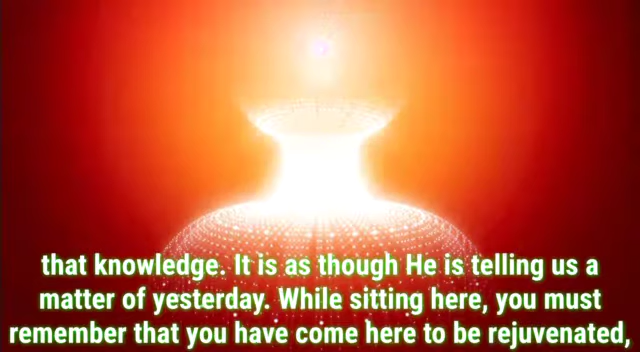 that knowledge. It is as though He is telling us a
matter of yesterday. While sitting here, you must
remember that you have come here to be rejuvenated,